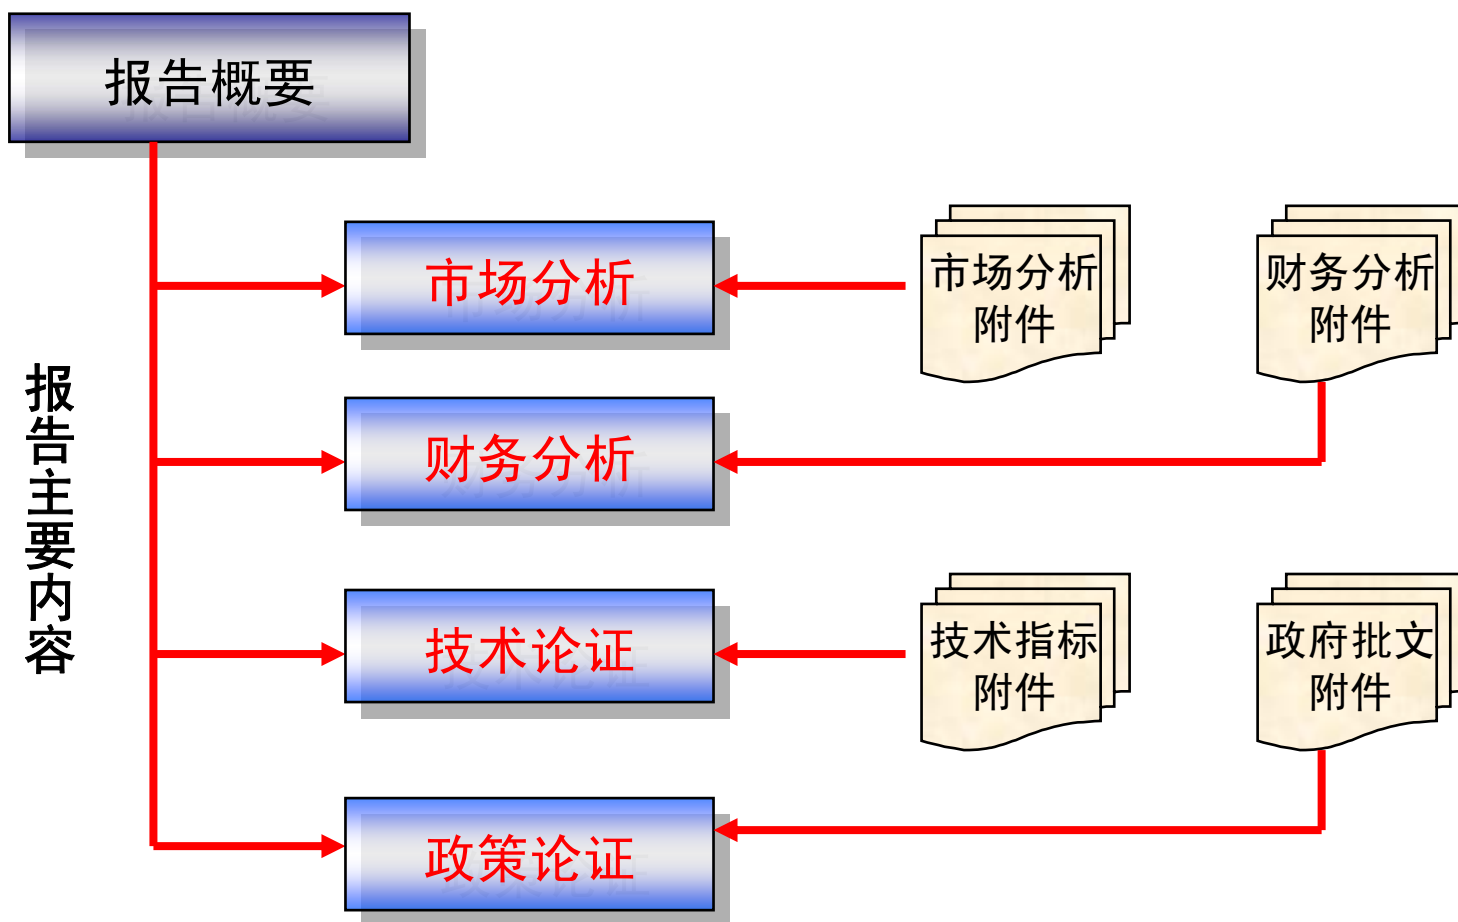 报告概要
市场分析
市场分析
附件
财务分析
附件
报告主要内容
财务分析
技术论证
技术指标
附件
政府批文
附件
政策论证